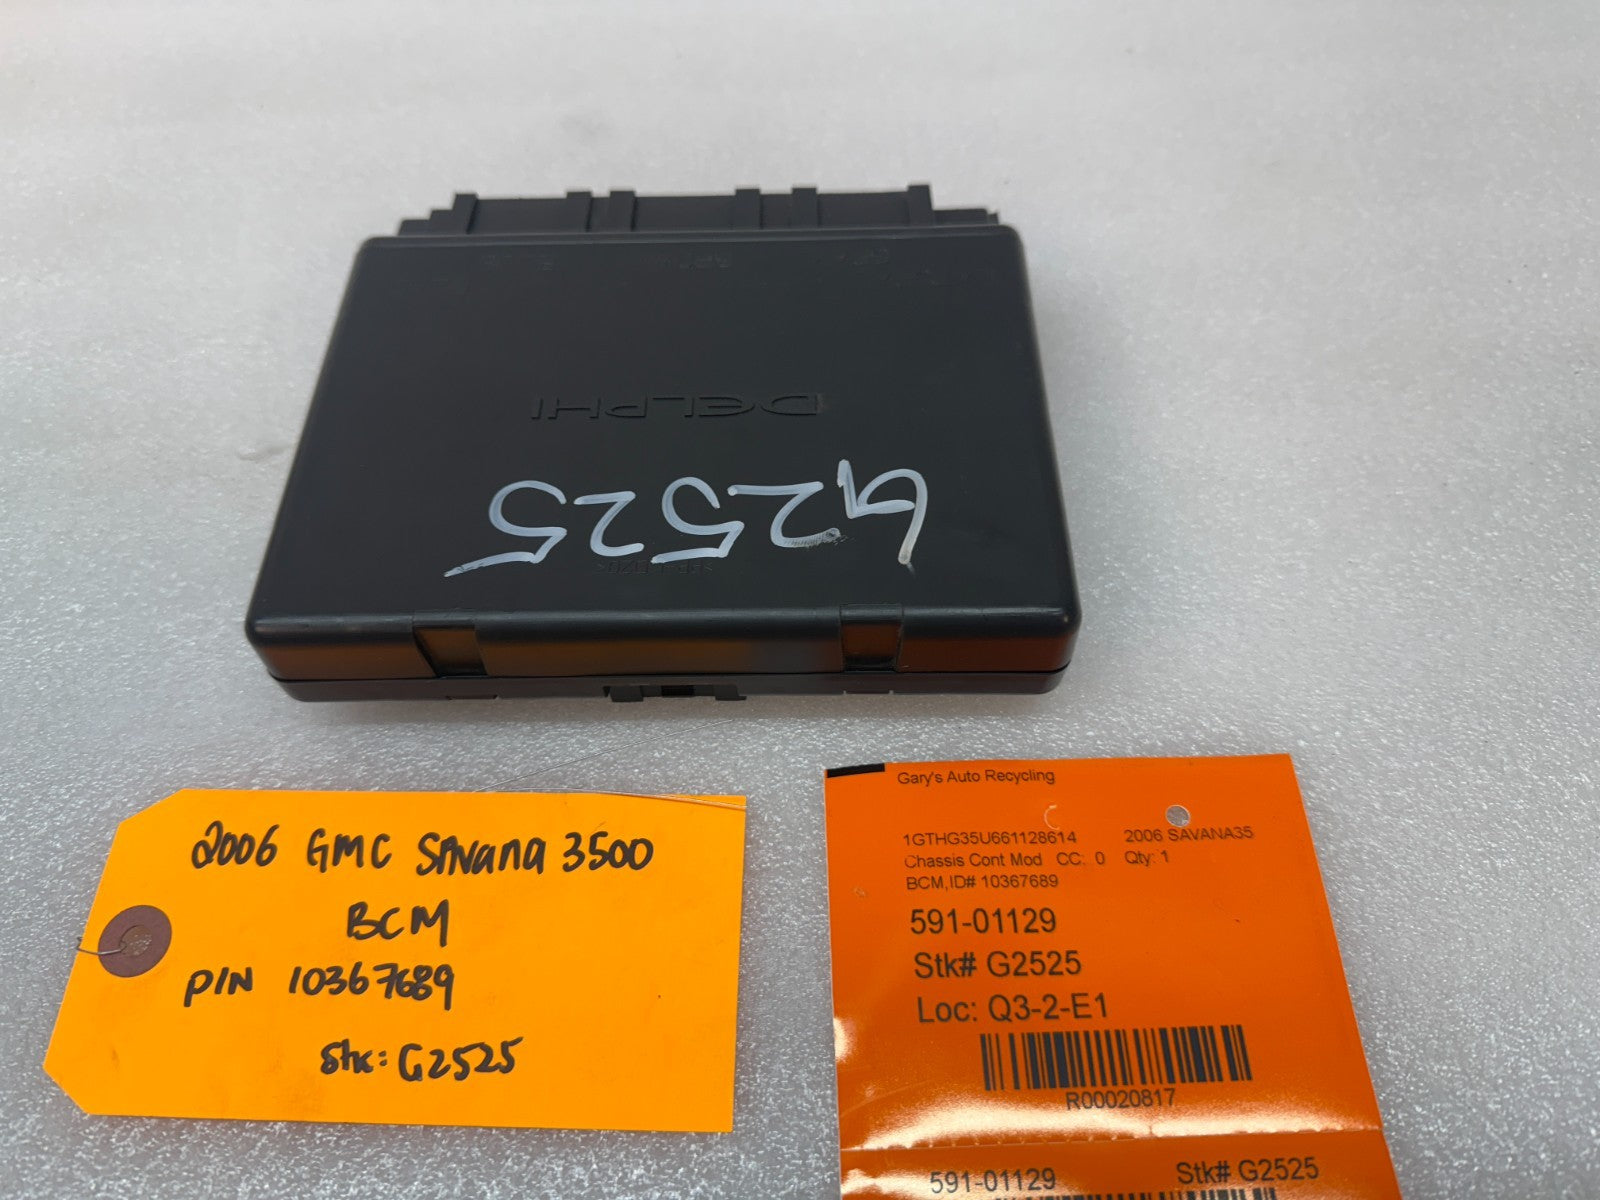 DELPHI
G2525
2006 GMC SAvana 3500
BCM
P/N 10367689
Stk: G2525
Gary's Auto Recycling
1GTHG35U661128614 2006 SAVANA35
Chassis Cont Mod CC: 0 Qty: 1
BCM,ID# 10367689
591-01129
Stk# G2525
Loc: Q3-2-E1
R00020817
591-01129 Stk# G2525